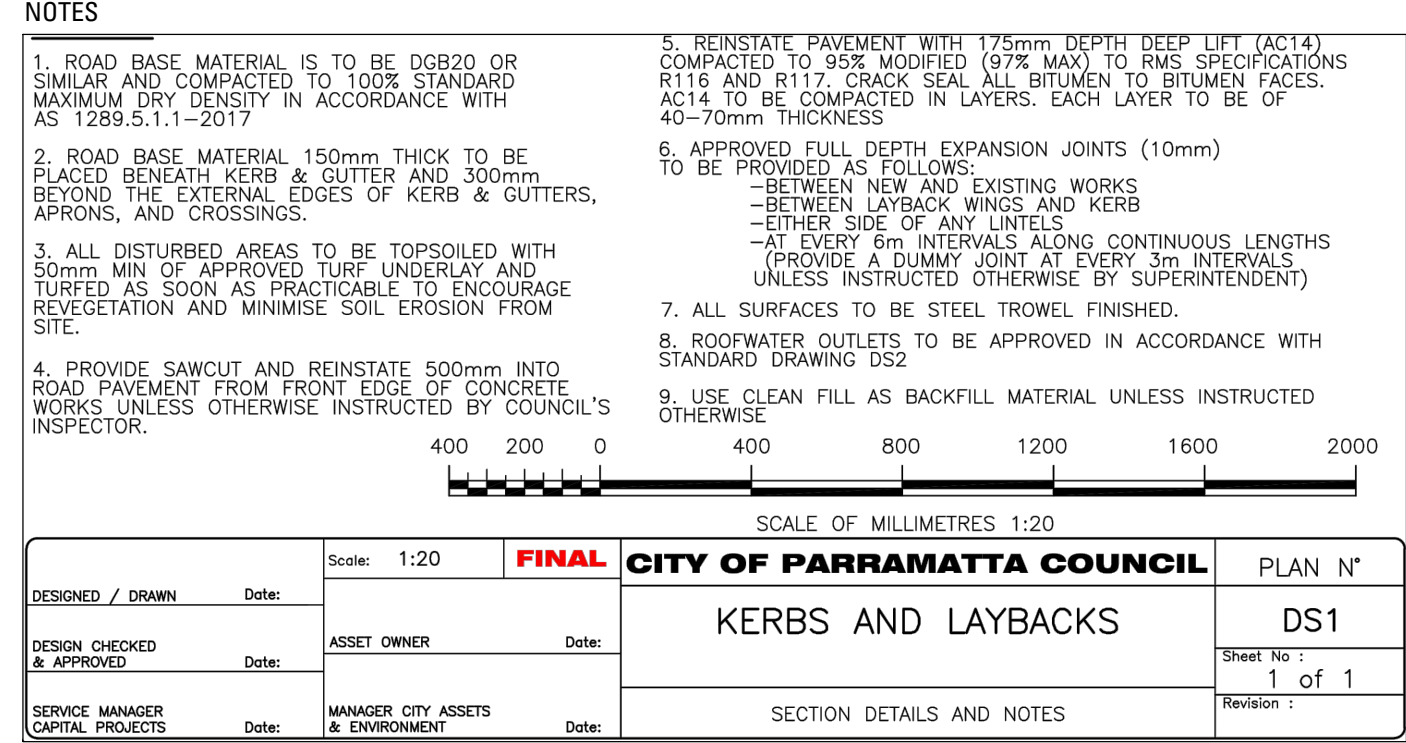 NOTES
1. ROAD BASE MATERIAL IS TO BE DGB20 OR
SIMILAR AND COMPACTED TO 100% STANDARD
MAXIMUM DRY DENSITY IN ACCORDANCE WITH
AS 1289.5.1.1-2017
2. ROAD BASE MATERIAL 150mm THICK TO BE
PLACED BENEATH KERB & GUTTER AND 300mm
BEYOND THE EXTERNAL EDGES OF KERB & GUTTERS,
APRONS, AND CROSSINGS.
3. ALL DISTURBED AREAS TO BE TOPSOILED WITH
50mm MIN OF APPROVED TURF UNDERLAY AND
TURFED AS SOON AS PRACTICABLE TO ENCOURAGE
REVEGETATION AND MINIMISE SOIL EROSION FROM
SITE.
4. PROVIDE SAWCUT AND REINSTATE 500mm INTO
ROAD PAVEMENT FROM FRONT EDGE OF CONCRETE
WORKS UNLESS OTHERWISE INSTRUCTED BY COUNCIL'S
INSPECTOR.
5. REINSTATE PAVEMENT WITH 175mm DEPTH DEEP LIFT (AC14)
COMPACTED TO 95% MODIFIED (97% MAX) TO RMS SPECIFICATIONS
R116 AND R117. CRACK SEAL ALL BITUMEN TO BITUMEN FACES.
AC14 TO BE COMPACTED IN LAYERS. EACH LAYER TO BE OF
40-70mm THICKNESS
6. APPROVED FULL DEPTH EXPANSION JOINTS (10mm)
TO BE PROVIDED AS FOLLOWS:
-BETWEEN NEW AND EXISTING WORKS
-BETWEEN LAYBACK WINGS AND KERB
-EITHER SIDE OF ANY LINTELS
-AT EVERY 6m INTERVALS ALONG CONTINUOUS LENGTHS
(PROVIDE A DUMMY JOINT AT EVERY 3m INTERVALS
UNLESS INSTRUCTED OTHERWISE BY SUPERINTENDENT)
7. ALL SURFACES TO BE STEEL TROWEL FINISHED.
8. ROOFWATER OUTLETS TO BE APPROVED IN ACCORDANCE WITH
STANDARD DRAWING DS2
9. USE CLEAN FILL AS BACKFILL MATERIAL UNLESS INSTRUCTED
OTHERWISE
400 200 0 400 800 1200 1600 2000
SCALE OF MILLIMETRES 1:20
DESIGNED / DRAWN Date:
DESIGN CHECKED
& APPROVED Date:
SERVICE MANAGER
CAPITAL PROJECTS Date:
Scale: 1:20 FINAL
ASSET OWNER Date:
MANAGER CITY ASSETS
& ENVIRONMENT Date:
CITY OF PARRAMATTA COUNCIL
KERBS AND LAYBACKS
SECTION DETAILS AND NOTES
PLAN N°
DS1
Sheet No :
1 of 1
Revision :